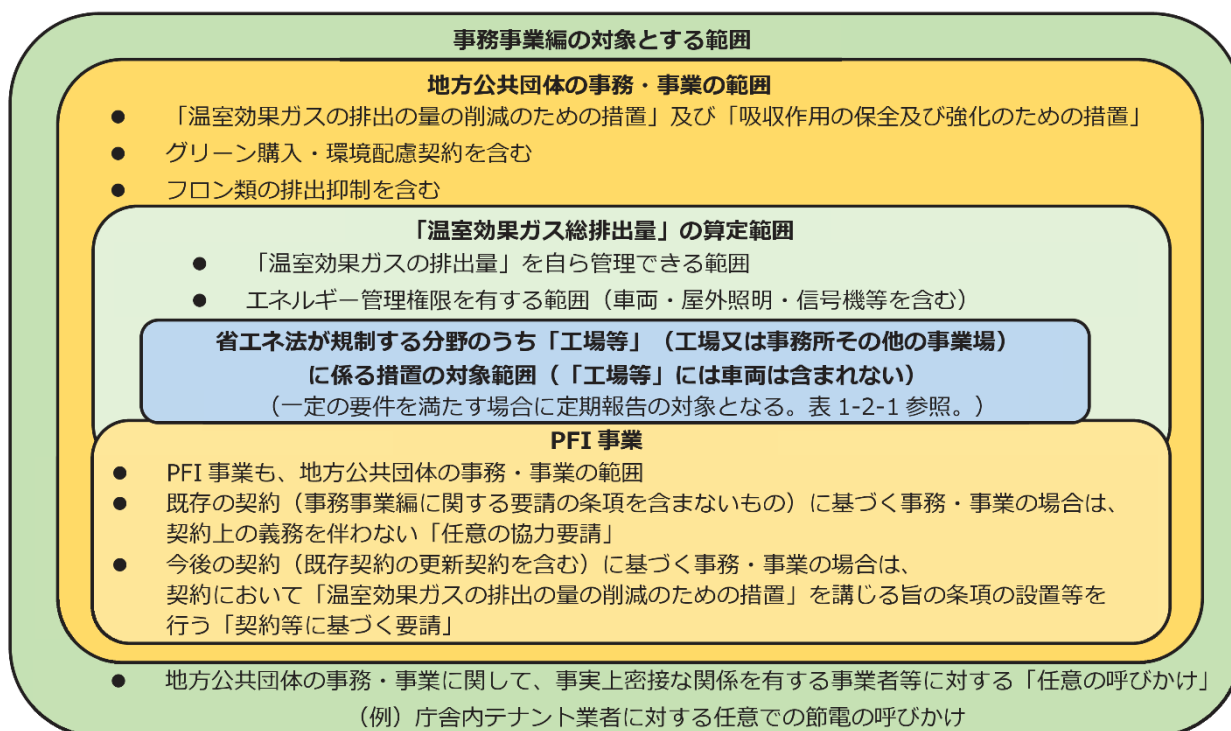 事務事業編の対象とする範囲
地方公共団体の事務・事業の範囲
● 「温室効果ガスの排出の量の削減のための措置」及び「吸収作用の保全及び強化のための措置」
● グリーン購入・環境配慮契約を含む
● フロン類の排出抑制を含む
「温室効果ガス総排出量」の算定範囲
● 「温室効果ガスの排出量」を自ら管理できる範囲
● エネルギー管理権限を有する範囲（車両・屋外照明・信号機等を含む）
省エネ法が規制する分野のうち「工場等」（工場又は事務所その他の事業場）
に係る措置の対象範囲（「工場等」には車両は含まれない）
（一定の要件を満たす場合に定期報告の対象となる。表 1-2-1 参照。）
PFI 事業
● PFI 事業も、地方公共団体の事務・事業の範囲
● 既存の契約（事務事業編に関する要請の条項を含まないもの）に基づく事務・事業の場合は、
契約上の義務を伴わない「任意の協力要請」
● 今後の契約（既存契約の更新契約を含む）に基づく事務・事業の場合は、
契約において「温室効果ガスの排出の量の削減のための措置」を講じる旨の条項の設置等を
行う「契約等に基づく要請」
● 地方公共団体の事務・事業に関して、事実上密接な関係を有する事業者等に対する「任意の呼びかけ」
（例）庁舎内テナント業者に対する任意での節電の呼びかけ